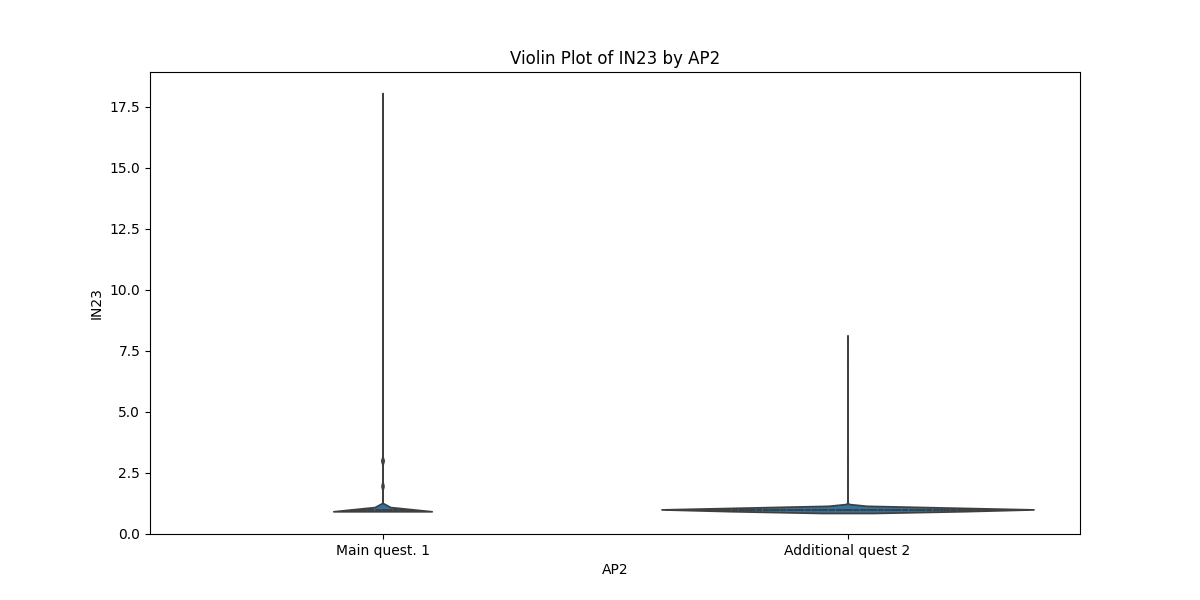 Violin Plot of IN23 by AP2
17.5
15.0
12.5
10.0
7.5
5.0
2.5
0.0
IN23
Main quest. 1
Additional quest 2
AP2